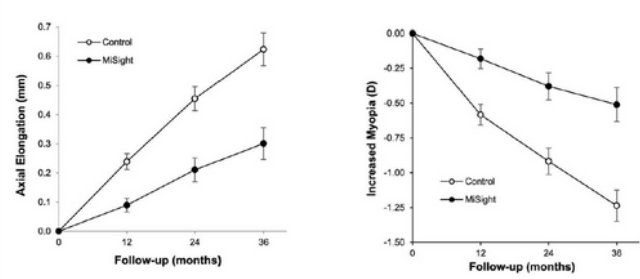 0.7
0.6
0.5
0.4
0.3
0.2
0.1
0.0
Axial Elongation (mm)
Control
MiSight
0
12
24
36
Follow-up (months)
0.00
-0.25
-0.50
-0.75
-1.00
-1.25
-1.50
Increased Myopia (D)
Control
MiSight
0
12
24
36
Follow-up (months)